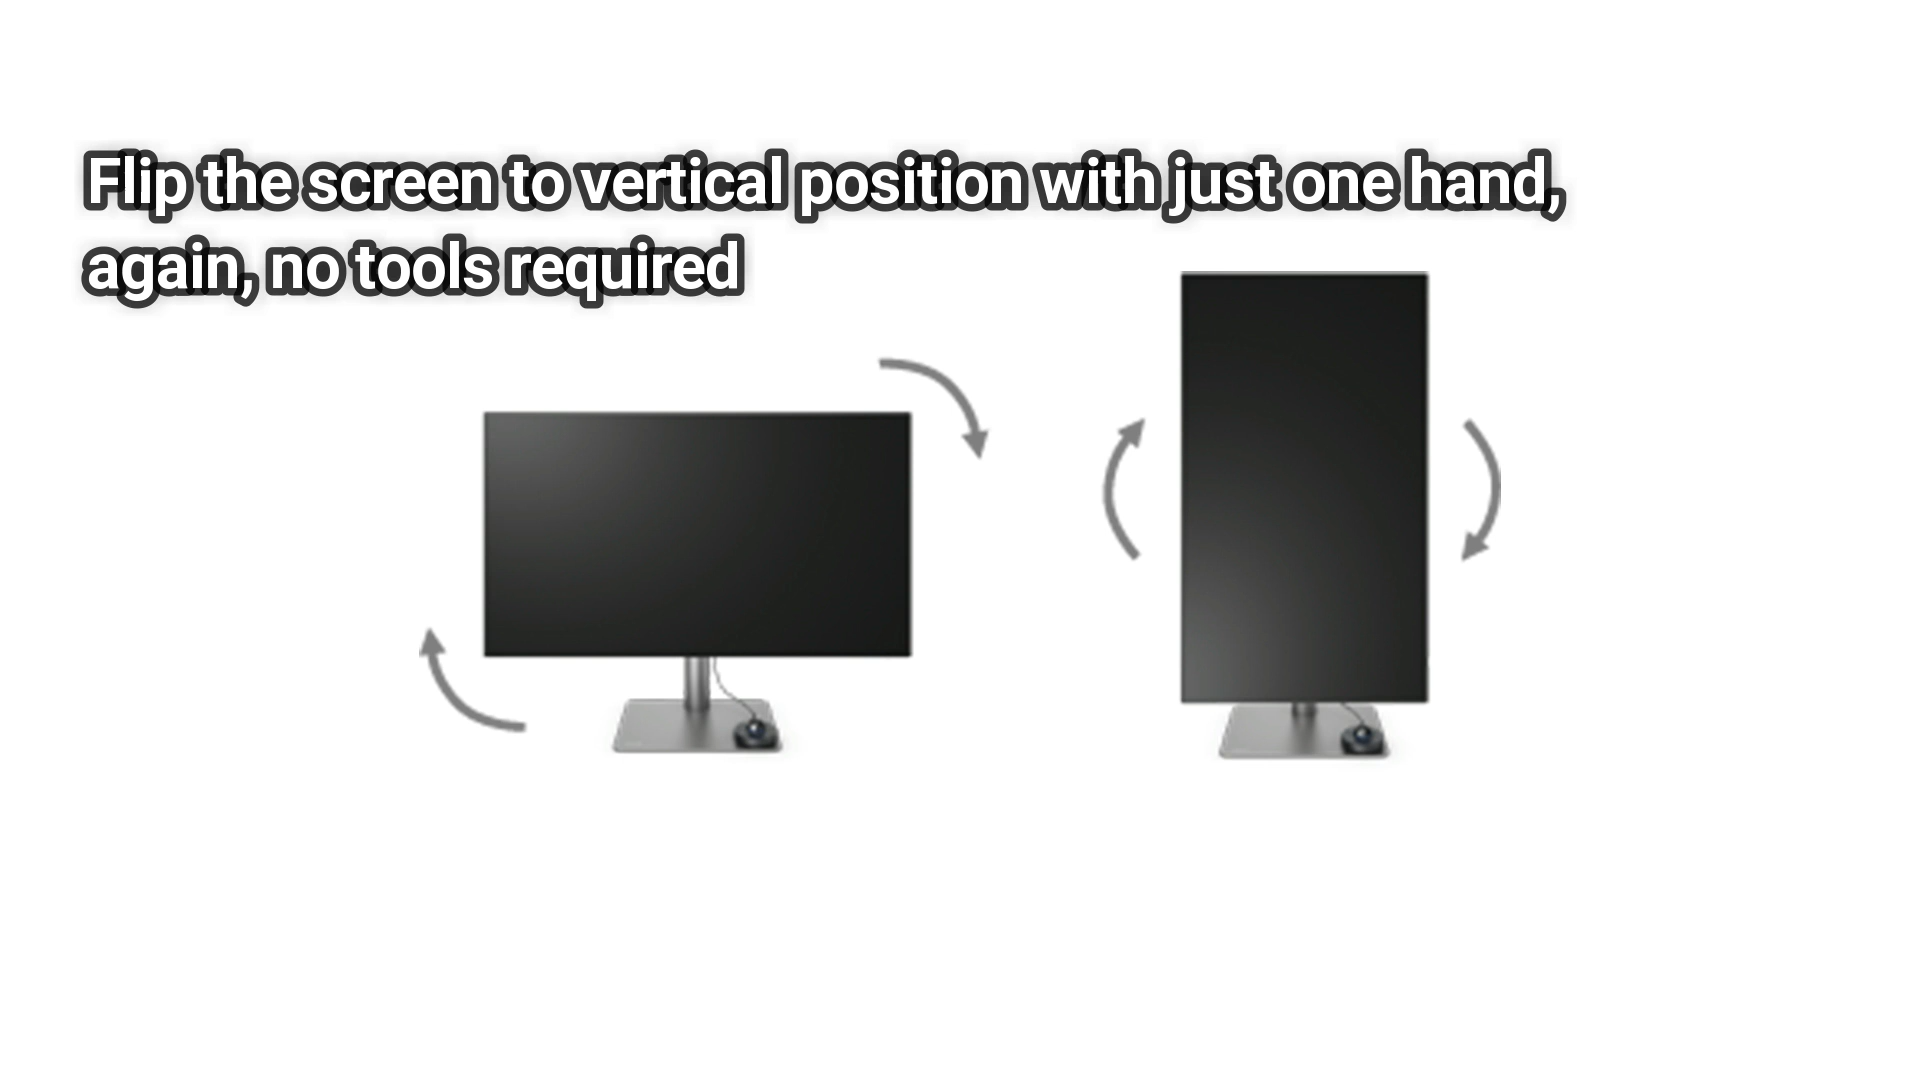 Flip the screen to vertical position with just one hand,
again, no tools required